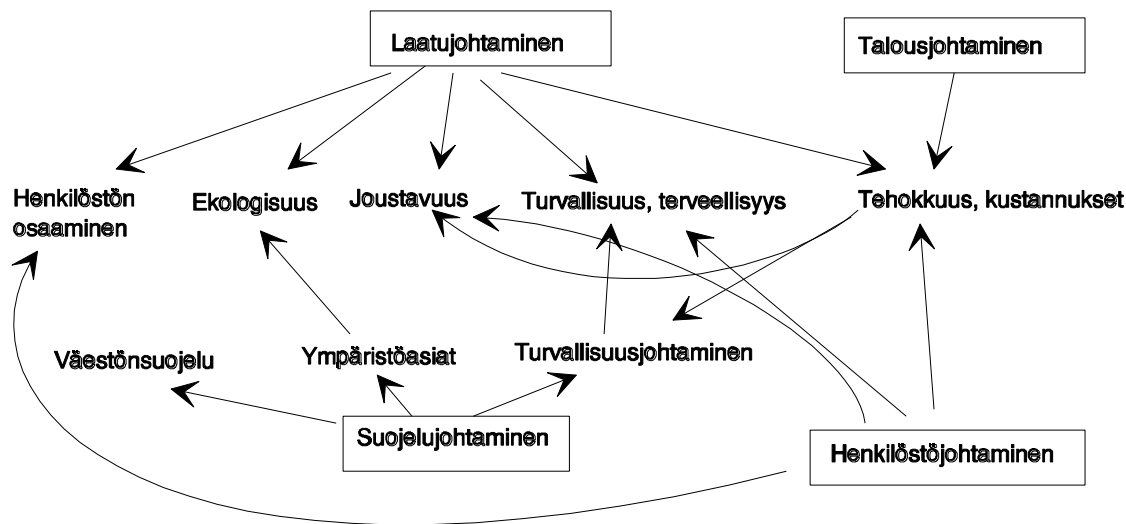 Laatujohtaminen
Talousjohtaminen
Henkilöstön
osaaminen
Ekologisuus
Joustavuus
Turvallisuus, terveellisyys
Tehokkuus, kustannukset
Väestönsuojelu
Ympäristöasiat
Turvallisuusjohtaminen
Suojelujohtaminen
Henkilöstöjohtaminen